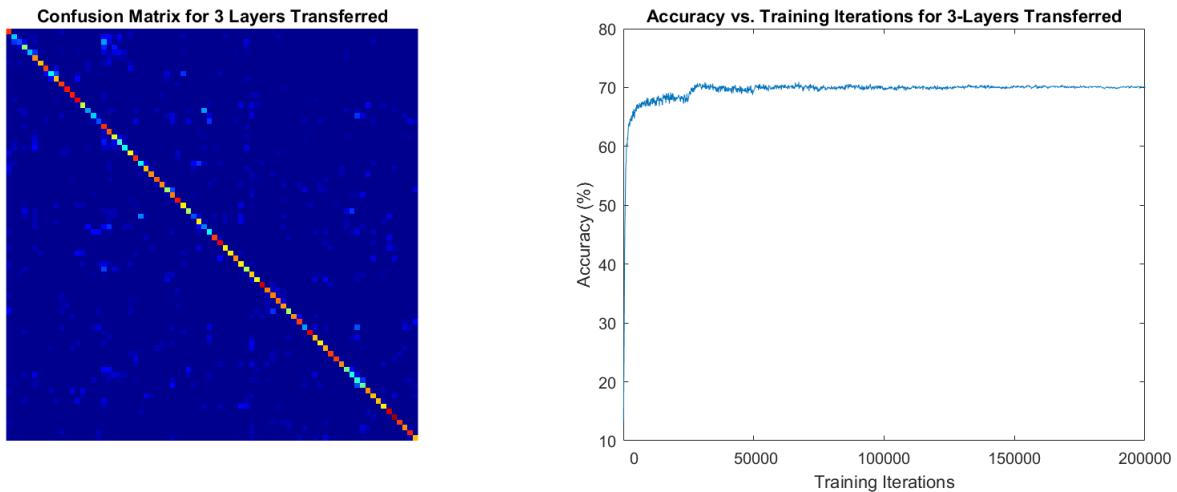 Confusion Matrix for 3 Layers Transferred
Accuracy vs. Training Iterations for 3-Layers Transferred
80
70
60
50
40
30
20
10
Accuracy (%)
0 50000 100000 150000 200000
Training Iterations